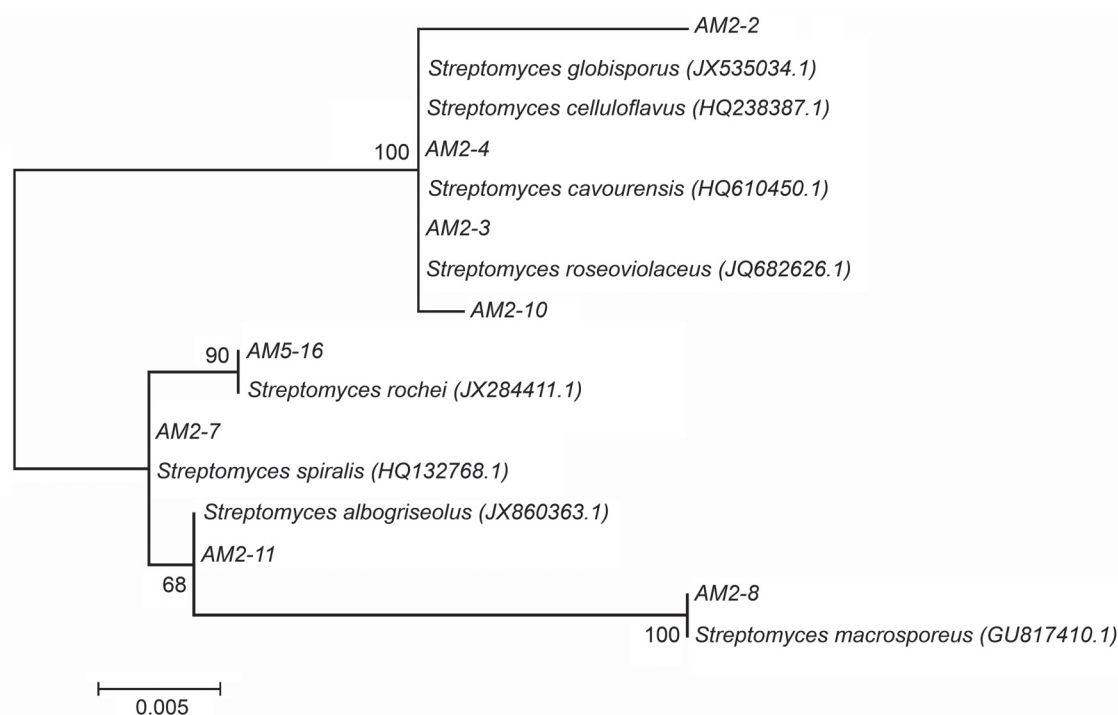 AM2-2
Streptomyces globisporus (JX535034.1)
Streptomyces celluloflavus (HQ238387.1)
100
AM2-4
Streptomyces cavourensis (HQ610450.1)
AM2-3
Streptomyces roseoviolaceus (JQ682626.1)
AM2-10
90
AM5-16
Streptomyces rochei (JX284411.1)
AM2-7
Streptomyces spiralis (HQ132768.1)
Streptomyces albogriseolus (JX860363.1)
AM2-11
68
AM2-8
100
Streptomyces macrosporeus (GU817410.1)
0.005